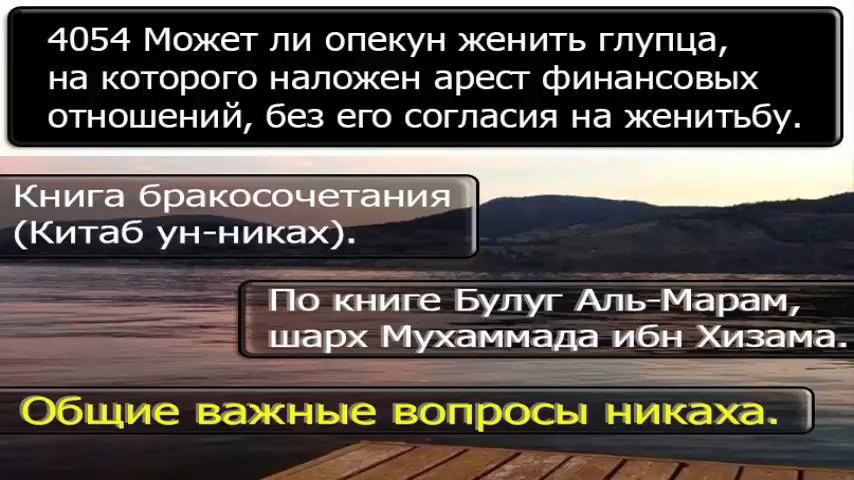 4054 Может ли опекун женить глупца,
на которого наложен арест финансовых
отношений, без его согласия на женитьбу.
Книга бракосочетания
(Китаб ун-никах).
По книге Булуг Аль-Марам,
шарх Мухаммада ибн Хизама.
Общие важные вопросы никаха.